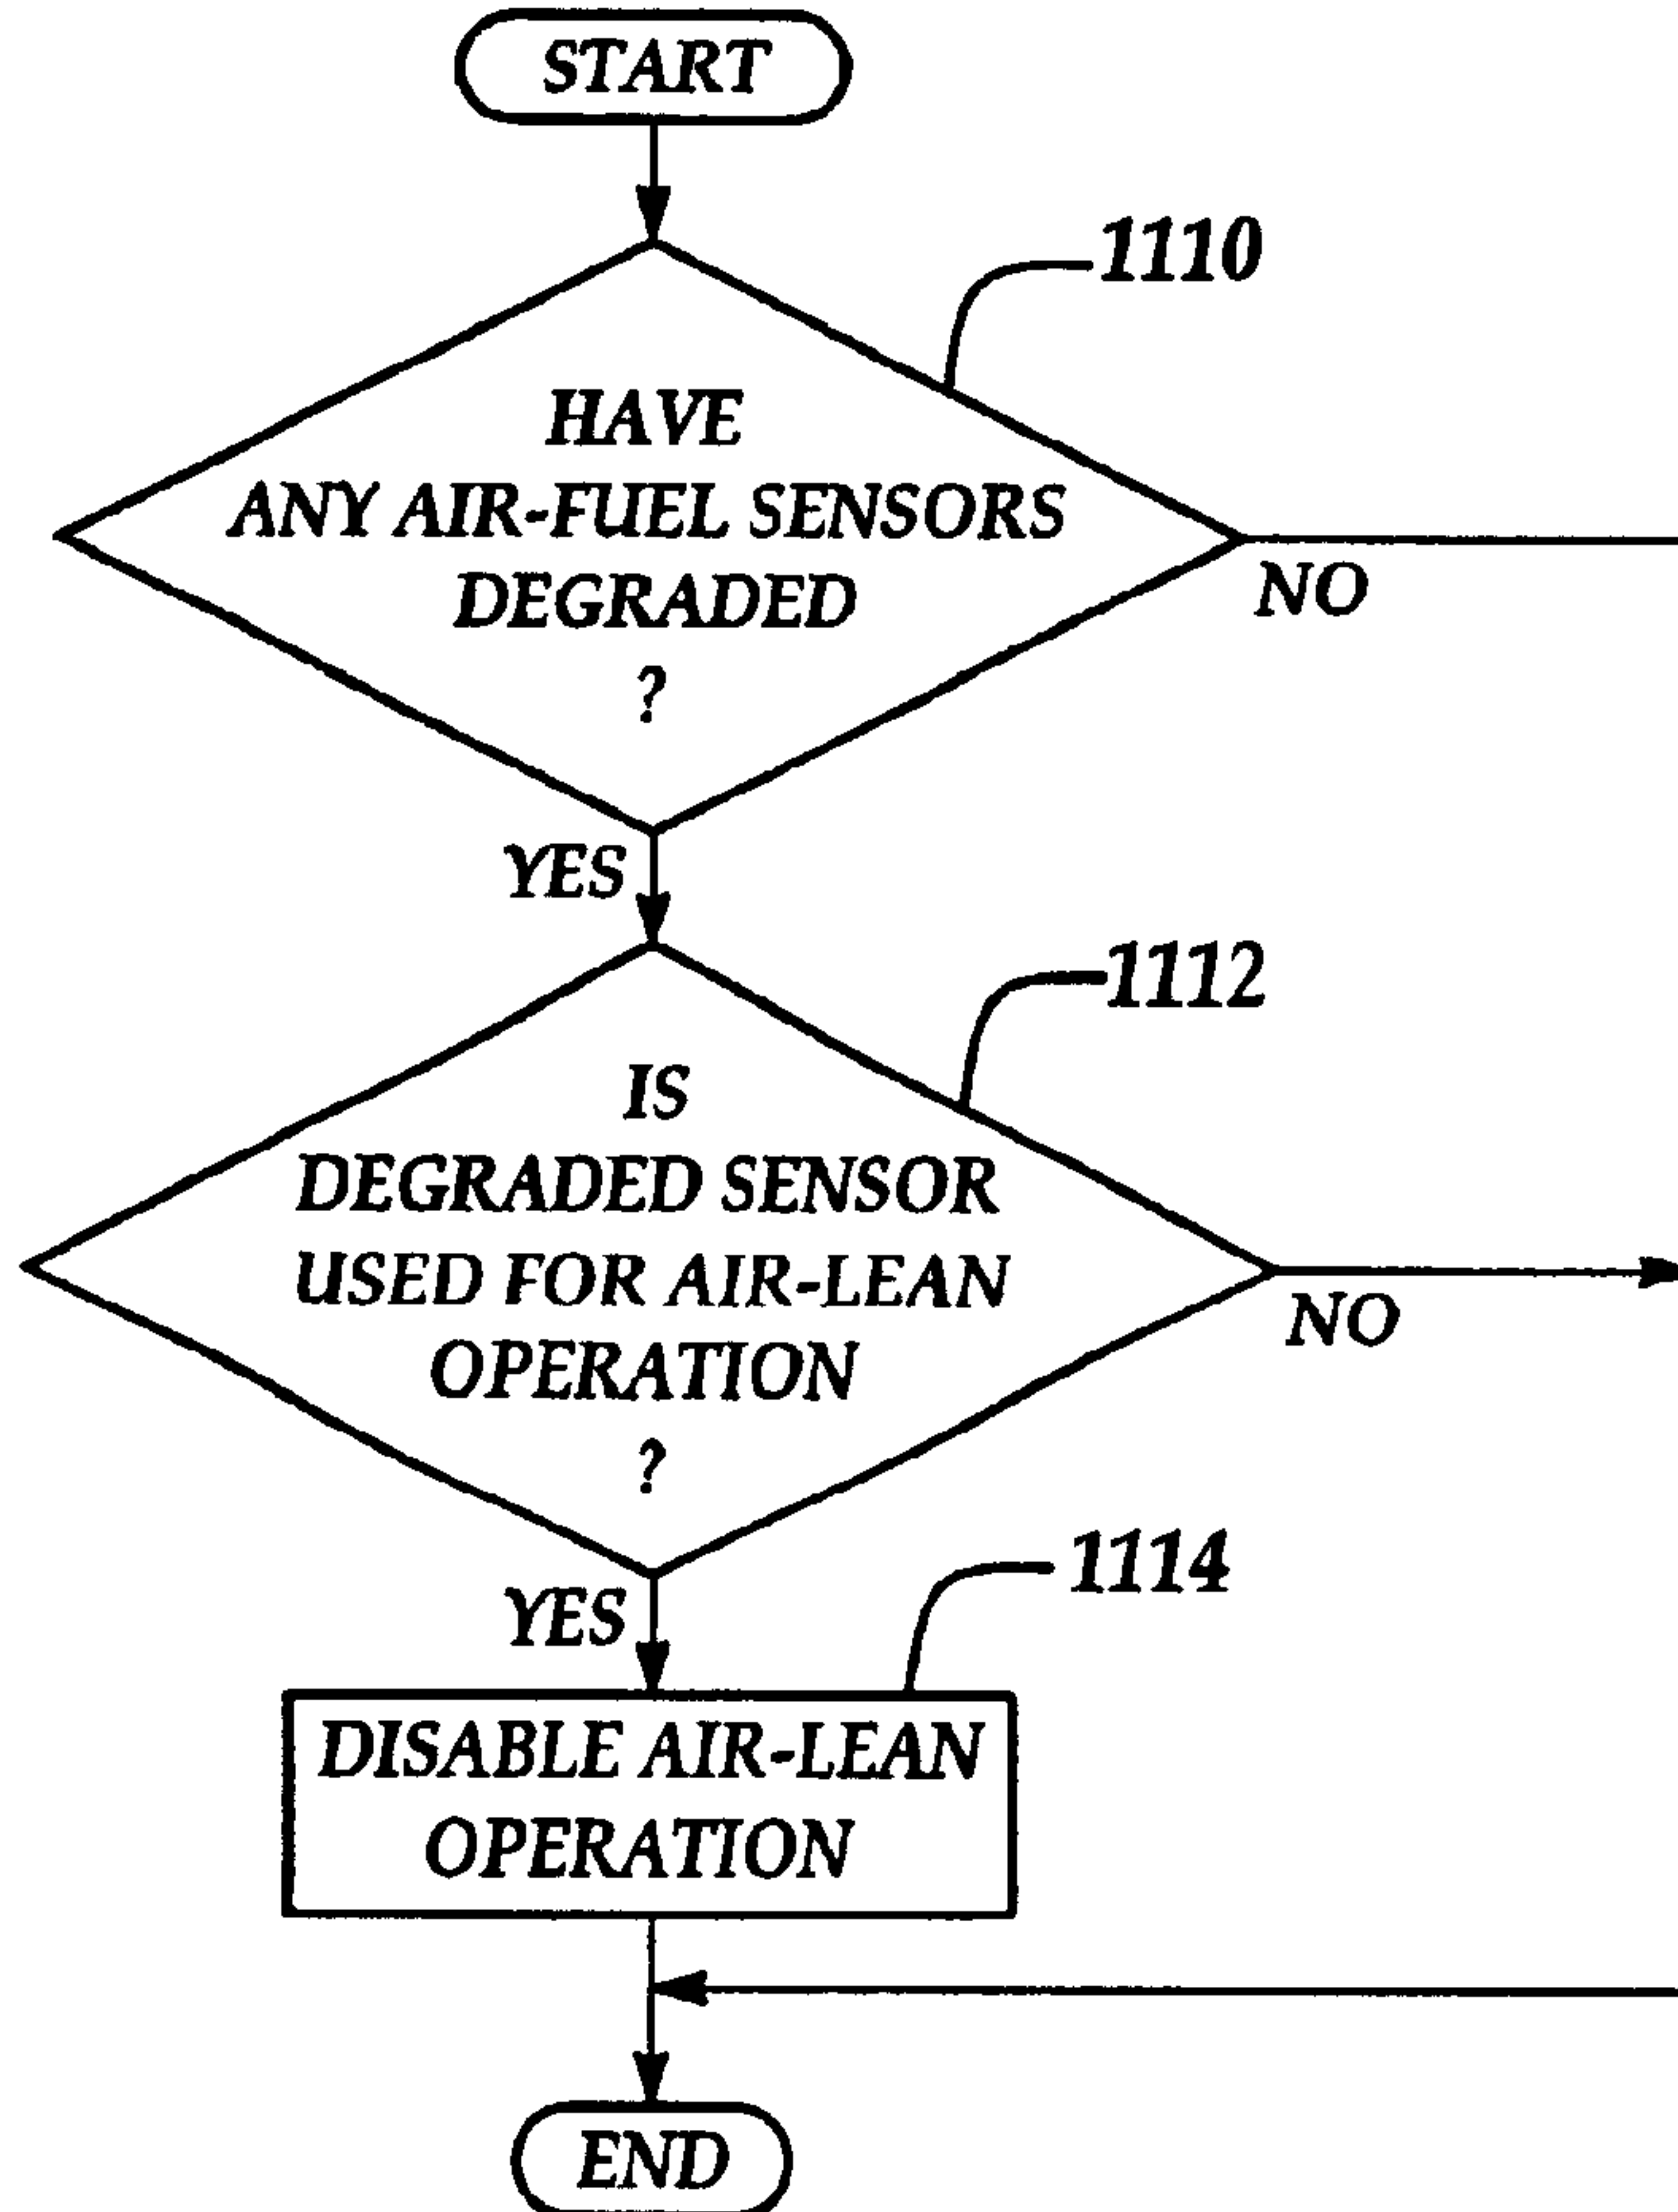 START
1110
HAVE
ANY AIR-FUEL SENSORS
DEGRADED
?
NO
YES
1112
IS
DEGRADED SENSOR
USED FOR AIR-LEAN
OPERATION
?
NO
YES
1114
DISABLE AIR-LEAN
OPERATION
END